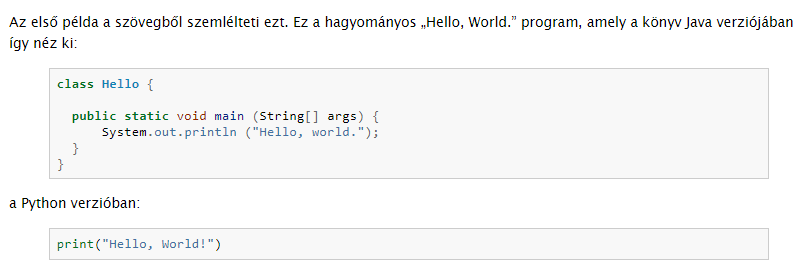 Az első példa a szövegből szemlélteti ezt. Ez a hagyományos „Hello, World.” program, amely a könyv Java verziójában
így néz ki:
class Hello {
  public static void main (String[] args) {
      System.out.println ("Hello, world.");
  }
}
a Python verzióban:
print("Hello, World!")